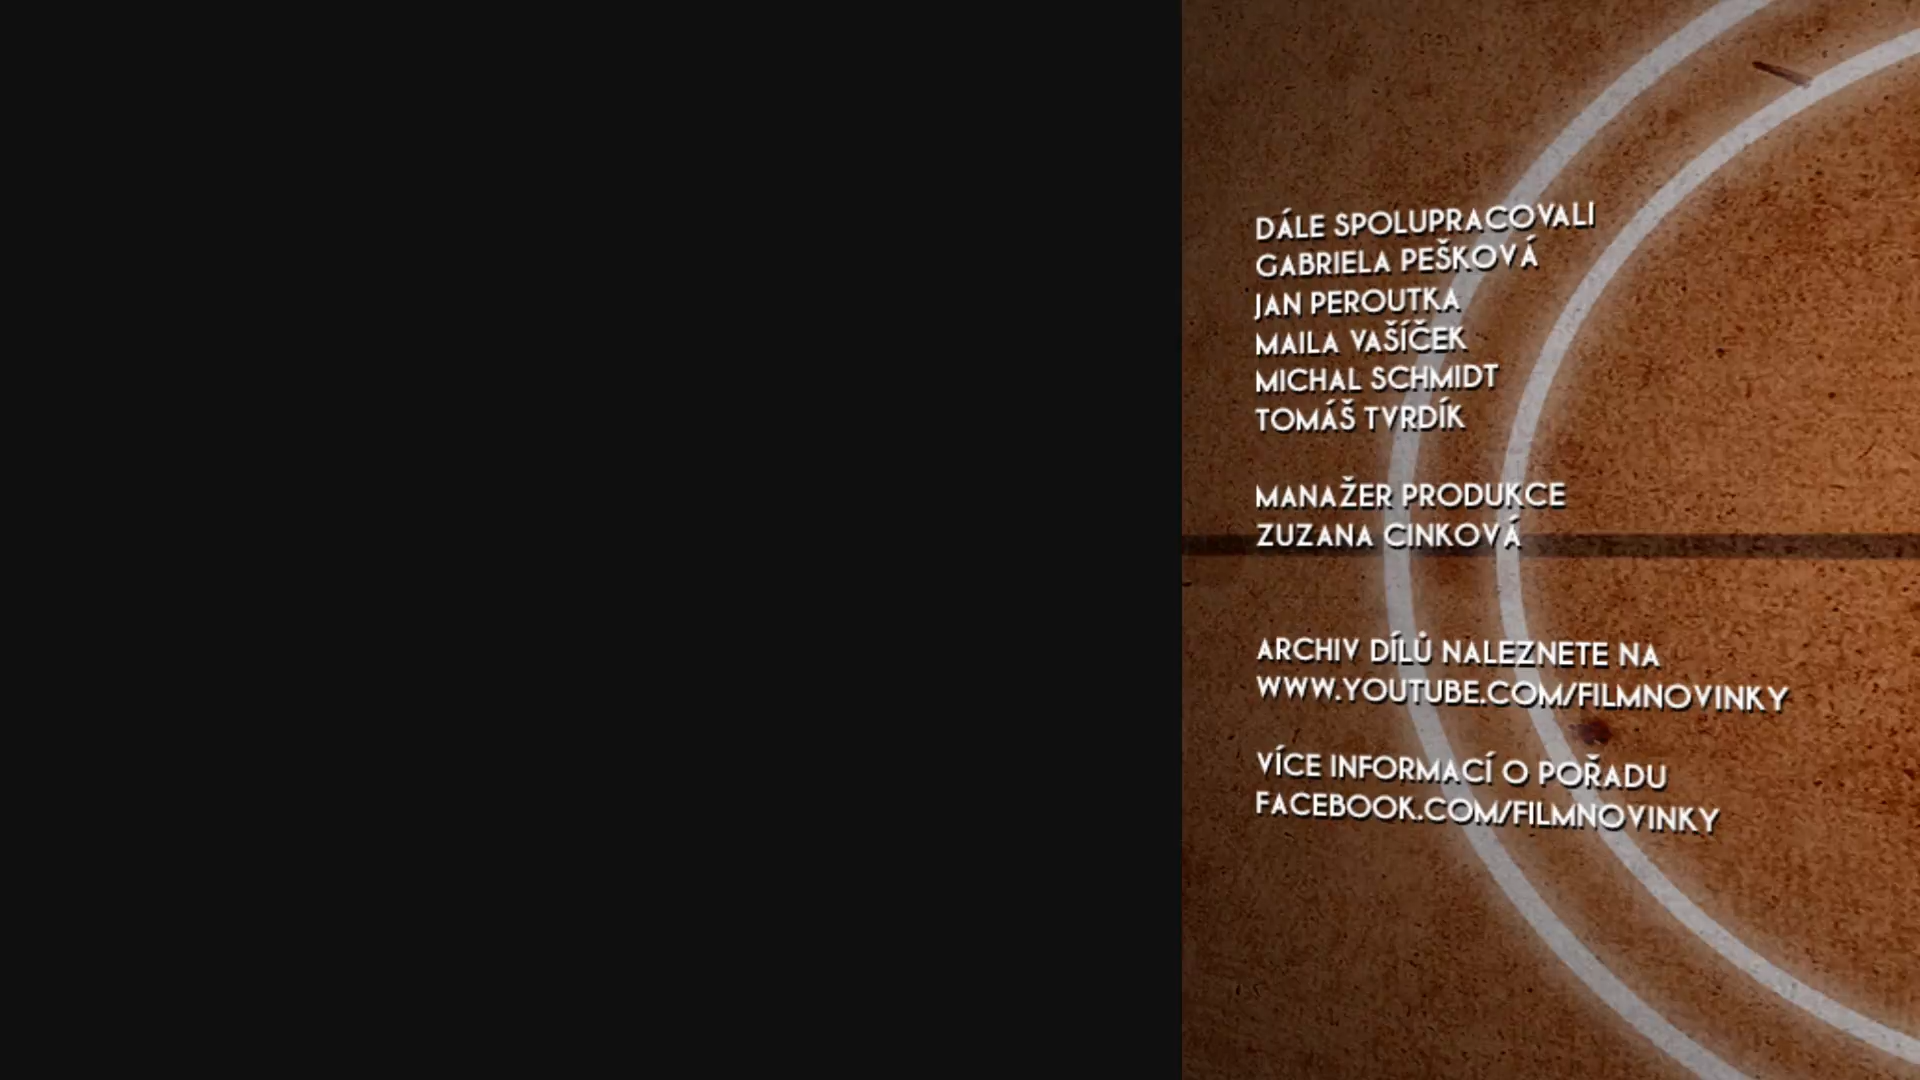 DÁLE SPOLUPRACOVALI
GABRIELA PEŠKOVÁ
JAN PEROUTKA
MAILA VAŠÍČEK
MICHAL SCHMIDT
TOMÁŠ TVRDÍK
MANAŽER PRODUKCE
ZUZANA CINKOVÁ
ARCHIV DÍLŮ NALEZNETE NA
WWW.YOUTUBE.COM/FILMNOVINKY
VÍCE INFORMACÍ O POŘADU
FACEBOOK.COM/FILMNOVINKY